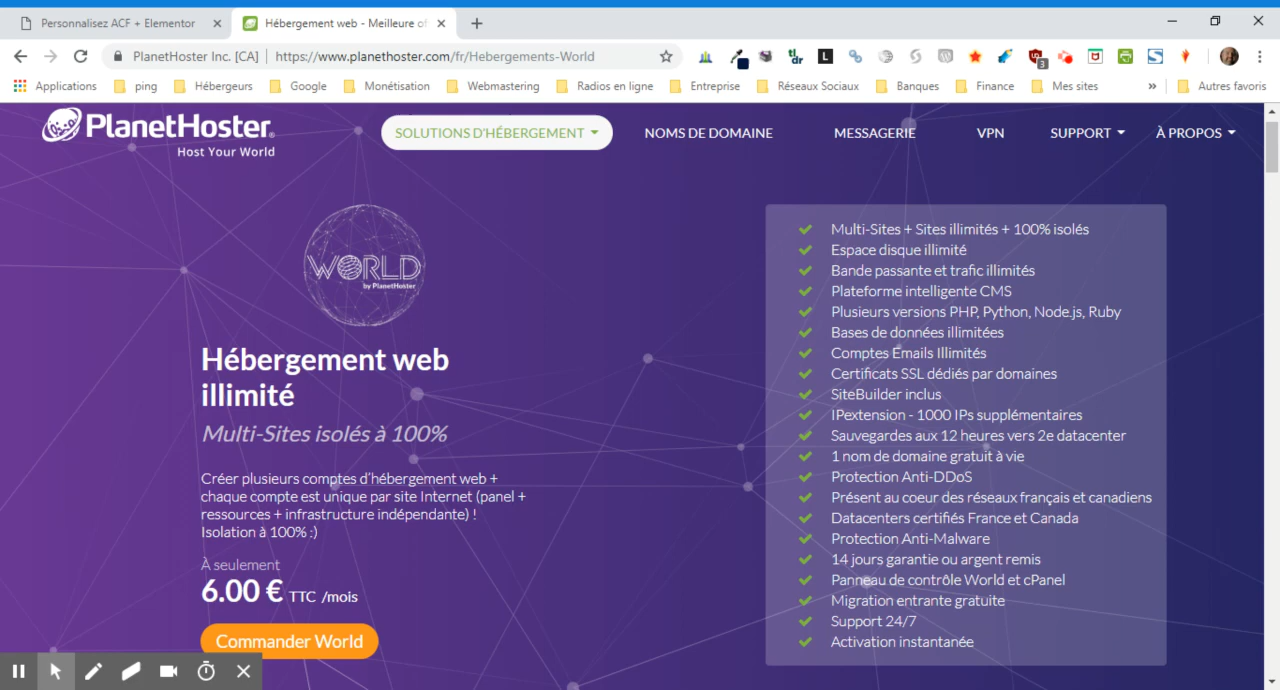 Personnalisez ACF + Elementor
Hébergement web - Meilleure of
PlanetHoster Inc. [CA]
https://www.planethoster.com/fr/Hebergements-World
tl;dr
L
3
S
Applications
ping
Hébergeurs
Google
Monétisation
Webmastering
Radios en ligne
Entreprise
Réseaux Sociaux
Banques
Finance
Mes sites
»
Autres favoris
PlanetHoster®
Host Your World
SOLUTIONS D'HÉBERGEMENT
NOMS DE DOMAINE
MESSAGERIE
VPN
SUPPORT
À PROPOS
WORLD
by PlanetHoster
Hébergement web
illimité
Multi-Sites isolés à 100%
Créer plusieurs comptes d'hébergement web +
chaque compte est unique par site Internet (panel +
ressources + infrastructure indépendante) !
Isolation à 100% :)
À seulement
6.00 € TTC /mois
Commander World
Multi-Sites + Sites illimités + 100% isolés
Espace disque illimité
Bande passante et trafic illimités
Plateforme intelligente CMS
Plusieurs versions PHP, Python, Node.js, Ruby
Bases de données illimitées
Comptes Emails Illimités
Certificats SSL dédiés par domaines
SiteBuilder inclus
IPextension - 1000 IPs supplémentaires
Sauvegardes aux 12 heures vers 2e datacenter
1 nom de domaine gratuit à vie
Protection Anti-DDoS
Présent au coeur des réseaux français et canadiens
Datacenters certifiés France et Canada
Protection Anti-Malware
14 jours garantie ou argent remis
Panneau de contrôle World et cPanel
Migration entrante gratuite
Support 24/7
Activation instantanée